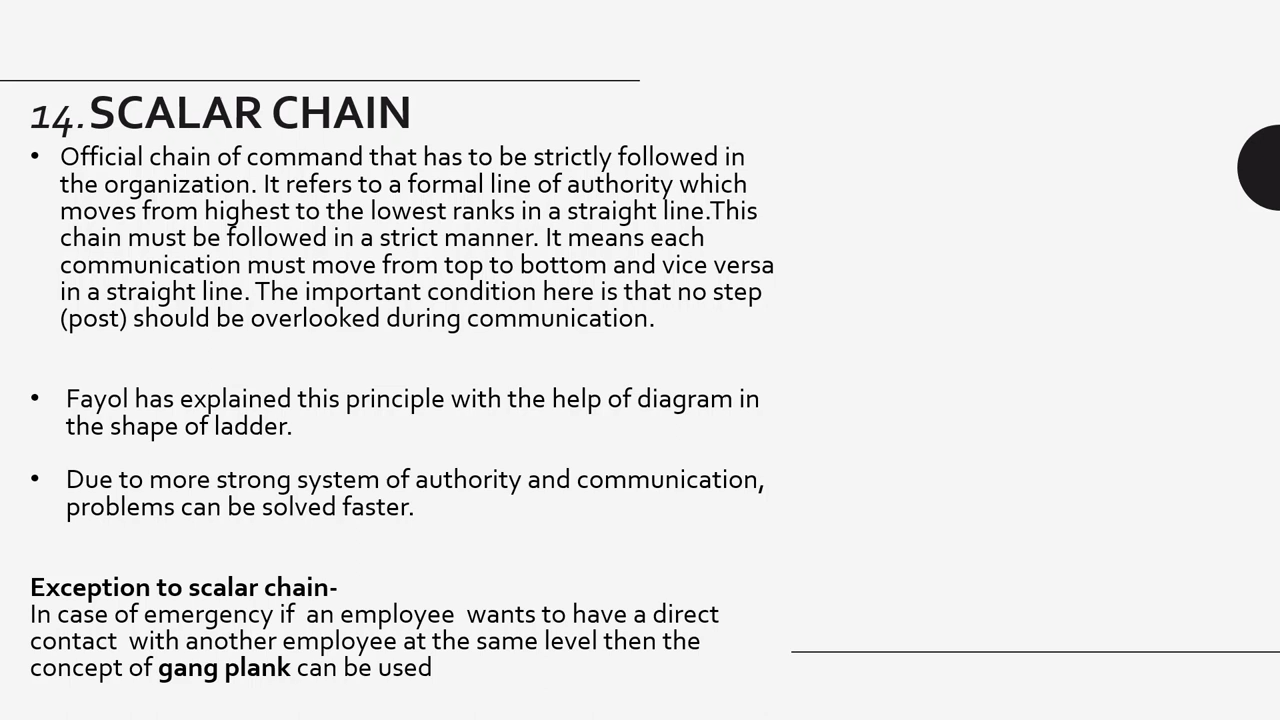 14.SCALAR CHAIN
• Official chain of command that has to be strictly followed in
the organization. It refers to a formal line of authority which
moves from highest to the lowest ranks in a straight line.This
chain must be followed in a strict manner. It means each
communication must move from top to bottom and vice versa
in a straight line. The important condition here is that no step
(post) should be overlooked during communication.
• Fayol has explained this principle with the help of diagram in
the shape of ladder.
• Due to more strong system of authority and communication,
problems can be solved faster.
Exception to scalar chain-
In case of emergency if  an employee  wants to have a direct
contact  with another employee at the same level then the
concept of gang plank can be used